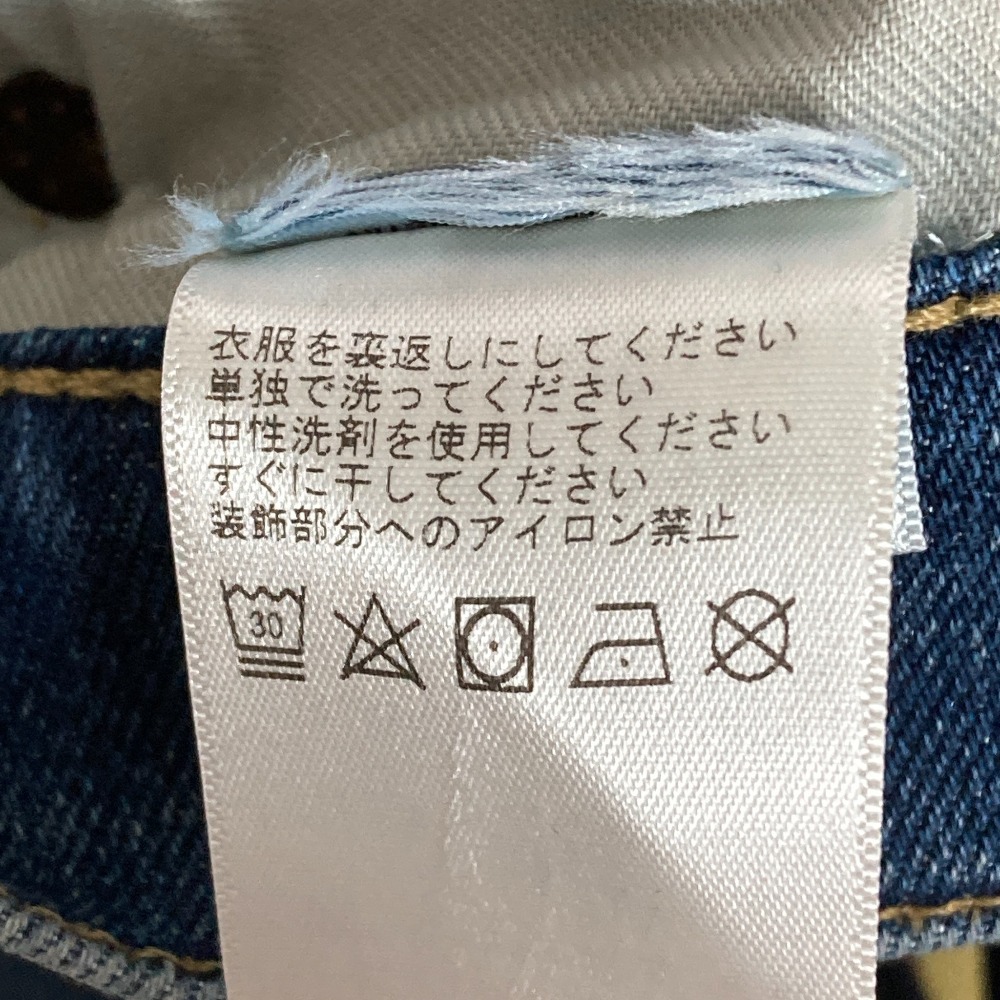 衣服を裏返しにしてください
単独で洗ってください
中性洗剤を使用してください
すぐに干してください
装飾部分へのアイロン禁止
30